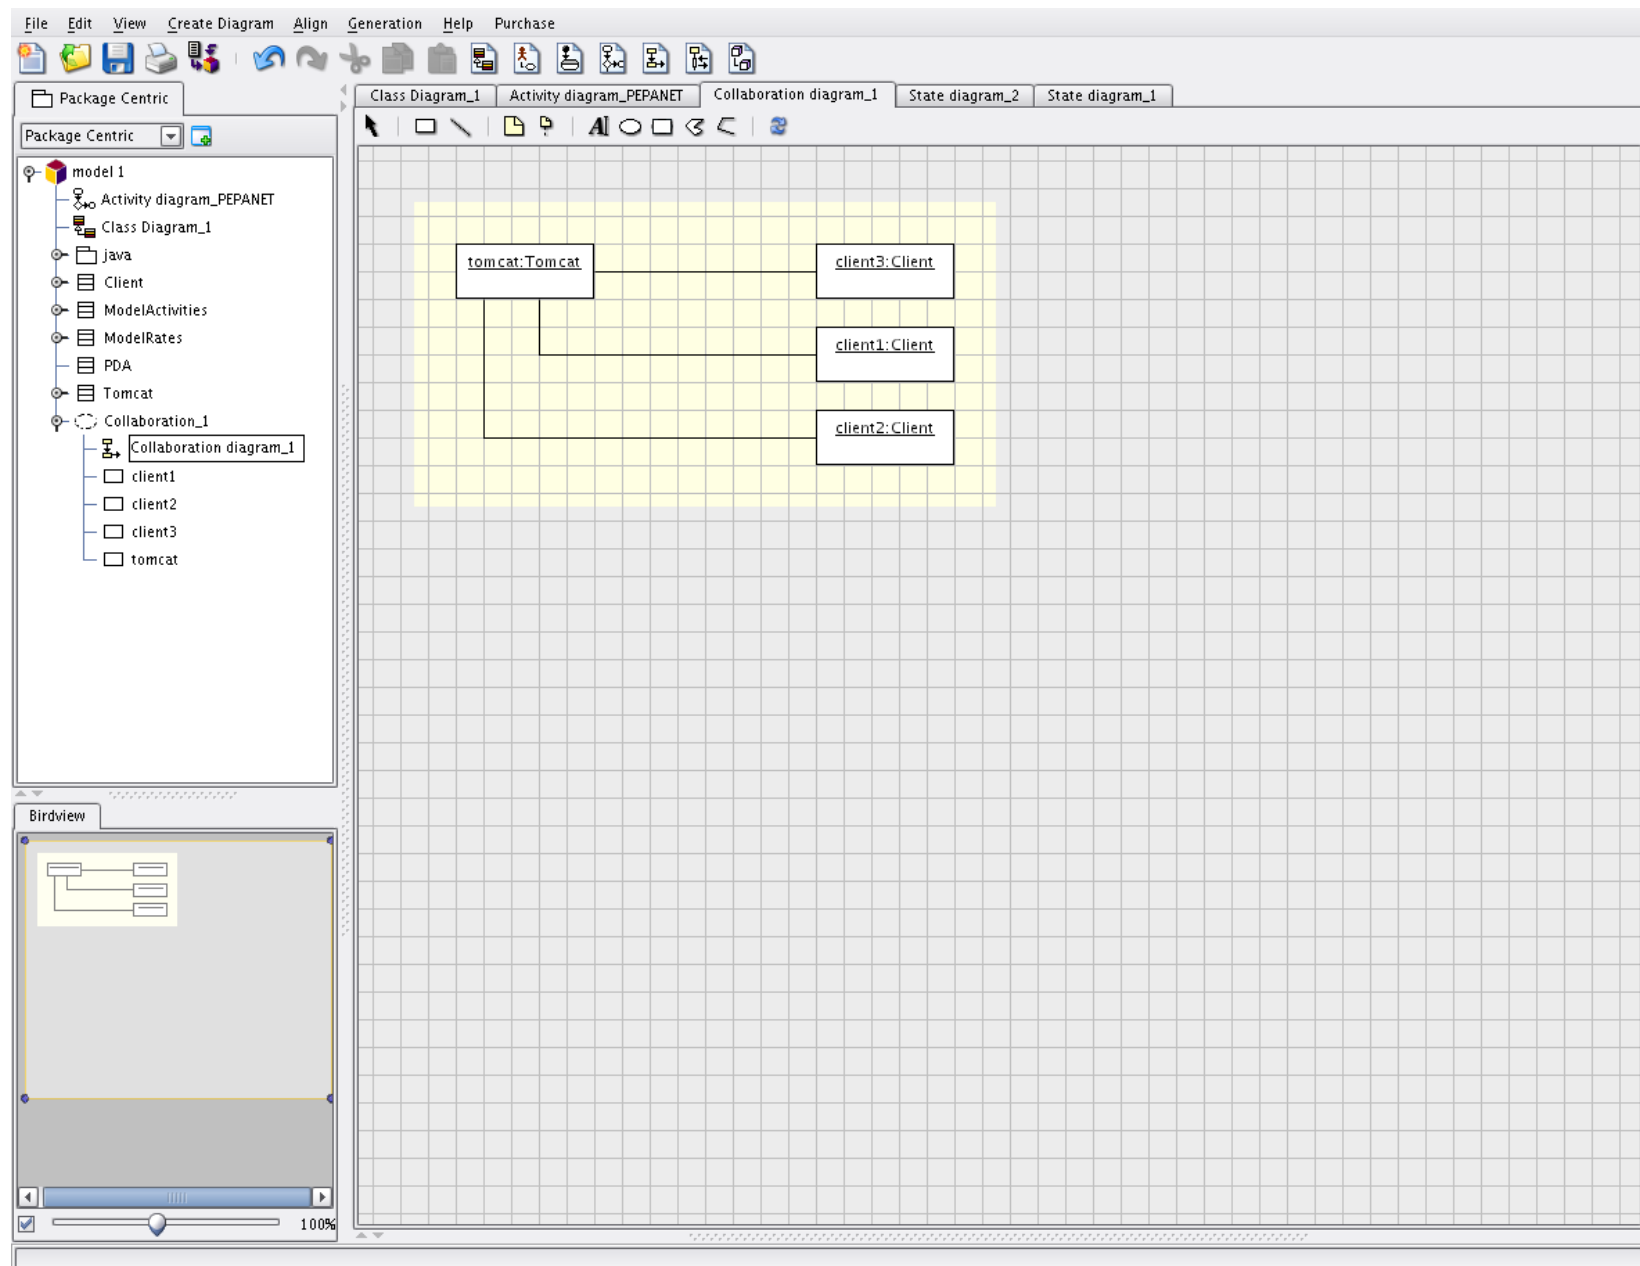 File Edit View Create Diagram Align Generation Help Purchase
Package Centric
Class Diagram_1 Activity diagram_PEPANET Collaboration diagram_1 State diagram_2 State diagram_1
Package Centric
A
model 1
Activity diagram_PEPANET
Class Diagram_1
java
Client
ModelActivities
ModelRates
PDA
Tomcat
Collaboration_1
Collaboration diagram_1
client1
client2
client3
tomcat
tomcat:Tomcat
client3:Client
client1:Client
client2:Client
Birdview
100%